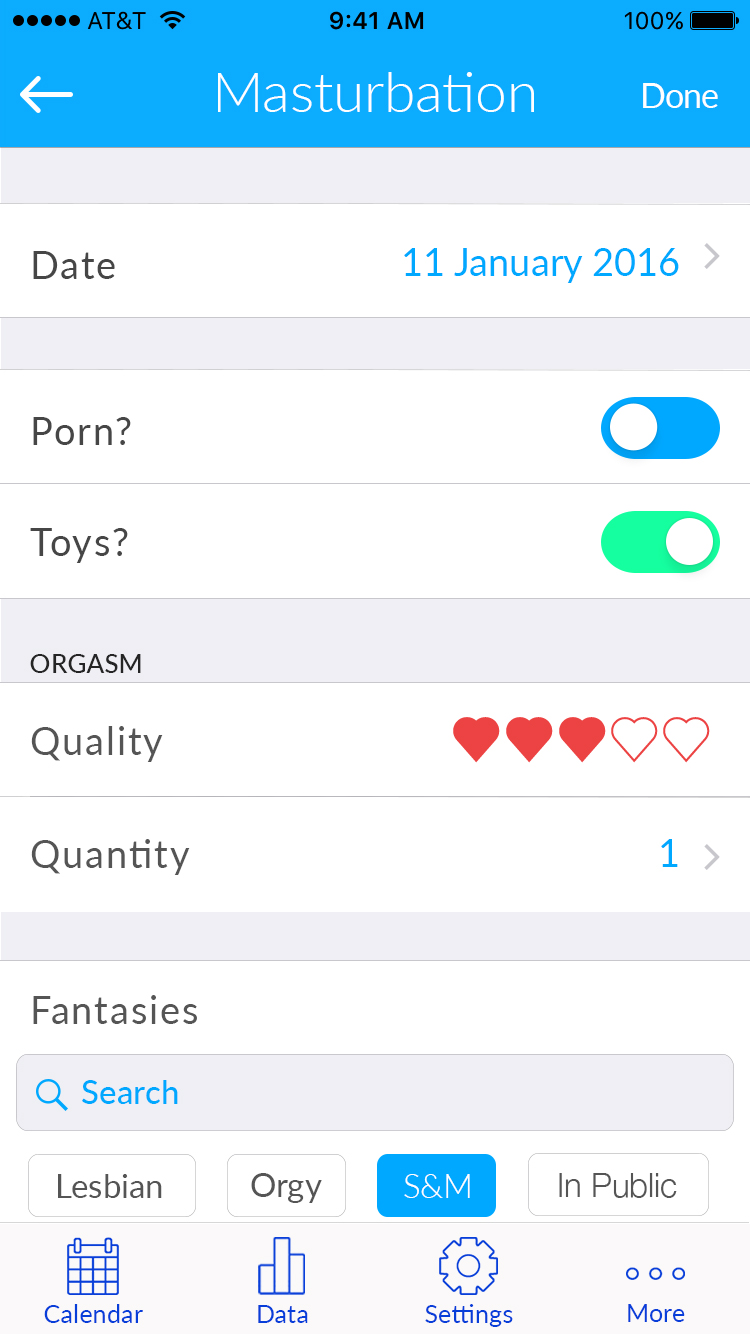 AT&T 9:41 AM 100%
Masturbation Done
Date 11 January 2016
Porn?
Toys?
ORGASM
Quality
Quantity 1
Fantasies
Search
Lesbian Orgy S&M In Public
Calendar Data Settings More